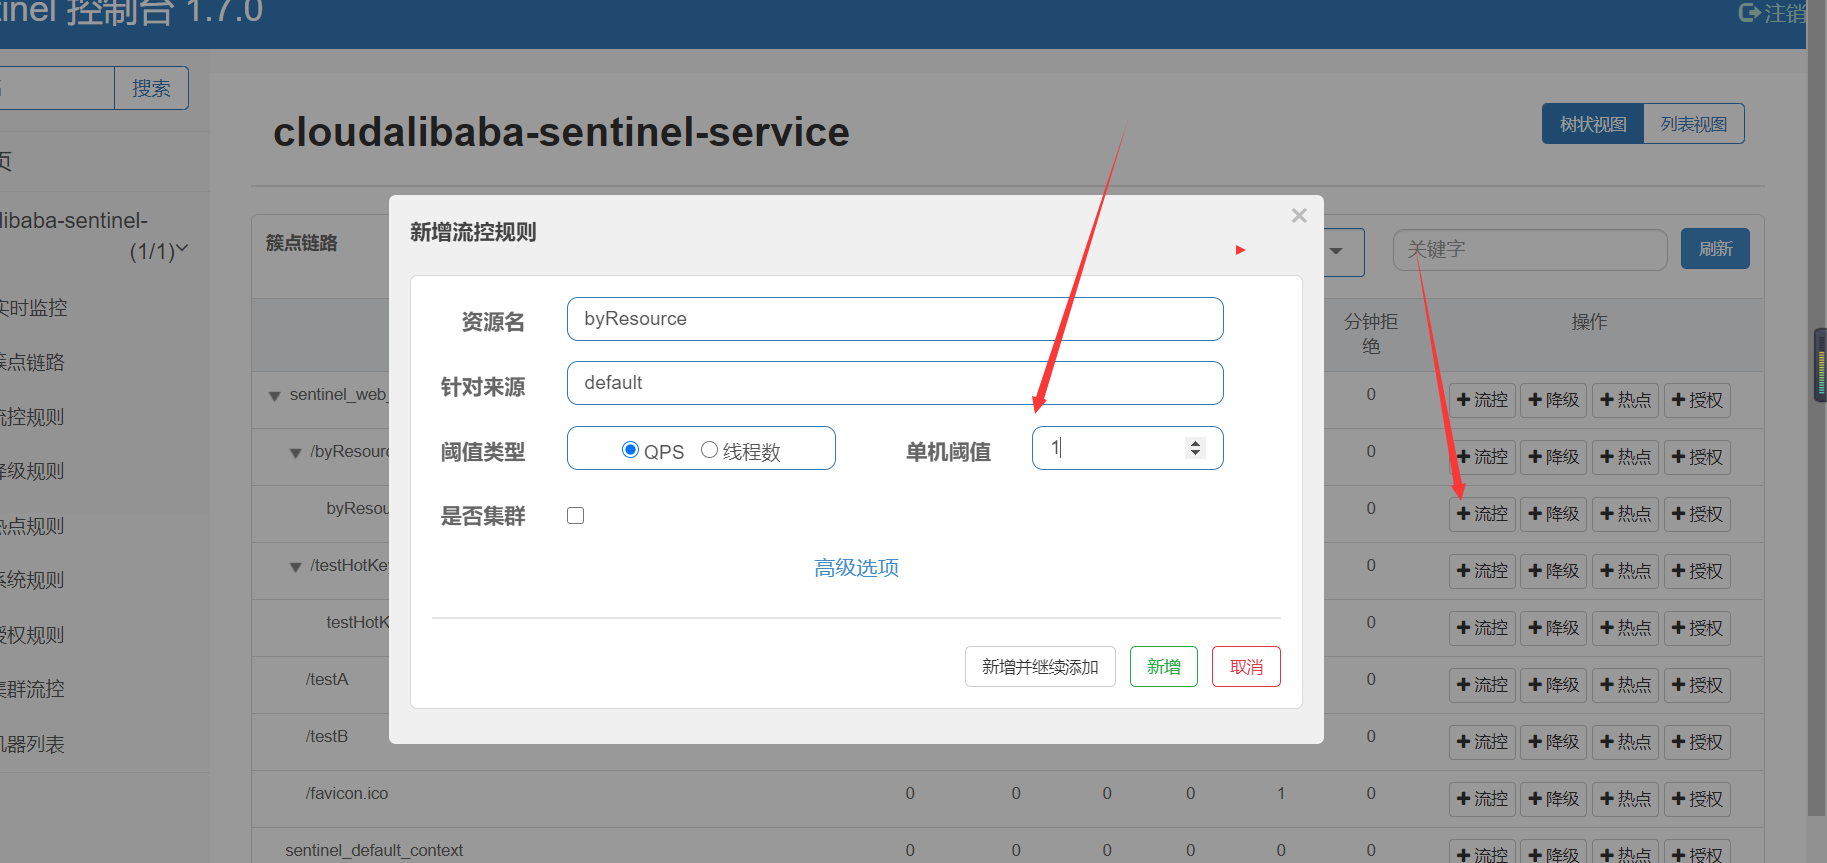 tinel 控制台 1.7.0
注销
搜索
cloudalibaba-sentinel-service
树状视图 列表视图
页
libaba-sentinel-
(1/1)
实时监控
簇点链路
流控规则
降级规则
热点规则
系统规则
授权规则
集群流控
机器列表
簇点链路
关键字
刷新
新增流控规则
×
资源名 byResource
针对来源 default
阈值类型 QPS 线程数 单机阈值 1
是否集群
高级选项
新增并继续添加 新增 取消
分钟拒
绝
操作
sentinel_web_ 0 流控 降级 热点 授权
/byResourc 0 流控 降级 热点 授权
byResou 0 流控 降级 热点 授权
/testHotKe 0 流控 降级 热点 授权
testHotK 0 流控 降级 热点 授权
/testA 0 流控 降级 热点 授权
/testB 0 流控 降级 热点 授权
/favicon.ico 0 0 0 0 1 0 流控 降级 热点 授权
sentinel_default_context 0 0 0 0 0 0 流控 降级 热点 授权